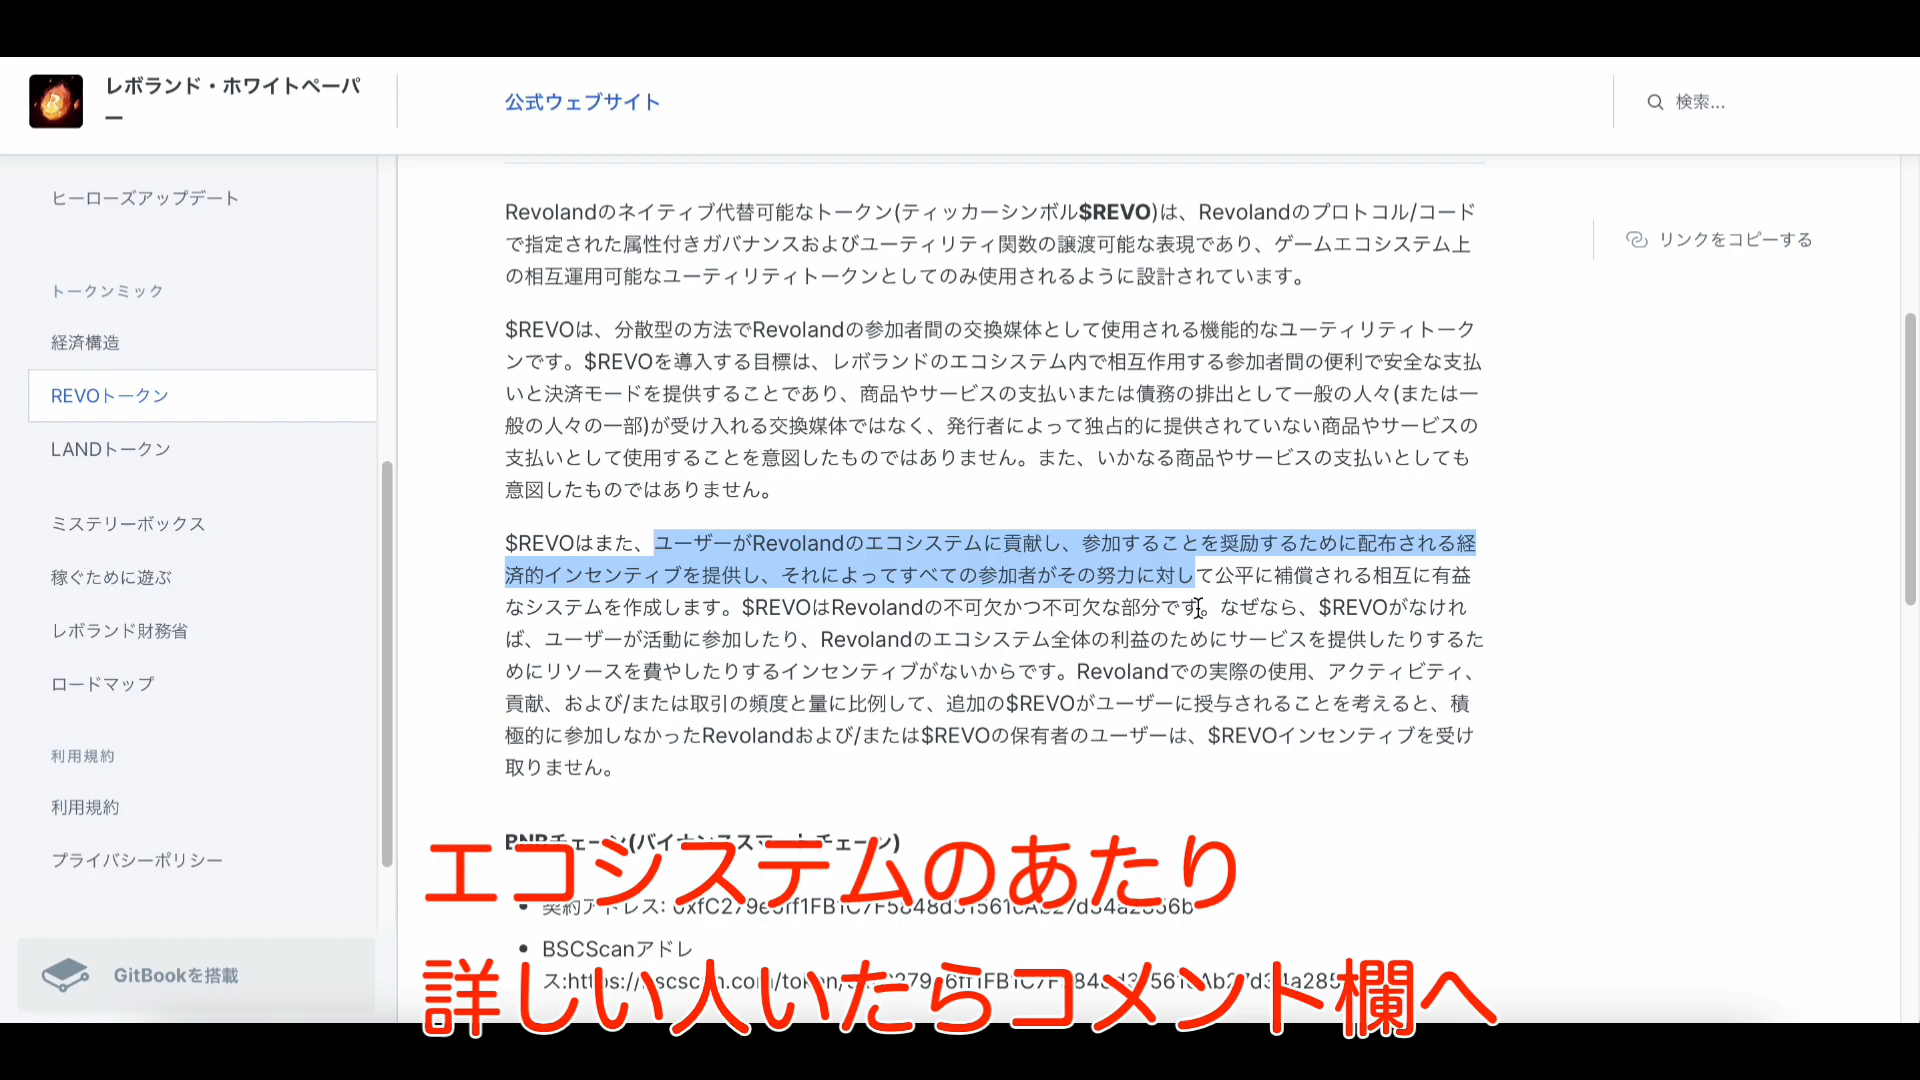 レボランド・ホワイトペーパ
ー
公式ウェブサイト
検索...
ヒーローズアップデート
トークンミック
経済構造
REVOトークン
LANDトークン
ミステリーボックス
稼ぐために遊ぶ
レボランド財務省
ロードマップ
利用規約
利用規約
プライバシーポリシー
GitBookを搭載
Revolandのネイティブ代替可能なトークン(ティッカーシンボル$REVO)は、Revolandのプロトコル/コード
で指定された属性付きガバナンスおよびユーティリティ関数の譲渡可能な表現であり、ゲームエコシステム上
の相互運用可能なユーティリティトークンとしてのみ使用されるように設計されています。
$REVOは、分散型の方法でRevolandの参加者間の交換媒体として使用される機能的なユーティリティトーク
ンです。$REVOを導入する目標は、レボランドのエコシステム内で相互作用する参加者間の便利で安全な支払
いと決済モードを提供することであり、商品やサービスの支払いまたは債務の排出として一般の人々(または一
般の人々の一部)が受け入れる交換媒体ではなく、発行者によって独占的に提供されていない商品やサービスの
支払いとして使用することを意図したものではありません。また、いかなる商品やサービスの支払いとしても
意図したものではありません。
$REVOはまた、ユーザーがRevolandのエコシステムに貢献し、参加することを奨励するために配布される経
済的インセンティブを提供し、それによってすべての参加者がその努力に対して公平に補償される相互に有益
なシステムを作成します。$REVOはRevolandの不可欠かつ不可欠な部分です。なぜなら、$REVOがなけれ
ば、ユーザーが活動に参加したり、Revolandのエコシステム全体の利益のためにサービスを提供したりするた
めにリソースを費やしたりするインセンティブがないからです。Revolandでの実際の使用、アクティビティ、
貢献、および/または取引の頻度と量に比例して、追加の$REVOがユーザーに授与されることを考えると、積
極的に参加しなかったRevolandおよび/または$REVOの保有者のユーザーは、$REVOインセンティブを受け
取りません。
リンクをコピーする
BNBチェーン(バイナンススマートチェーン)
エコシステムのあたり
契約アドレス:
BSCScanアドレ
詳しい人いたらコメント欄へ